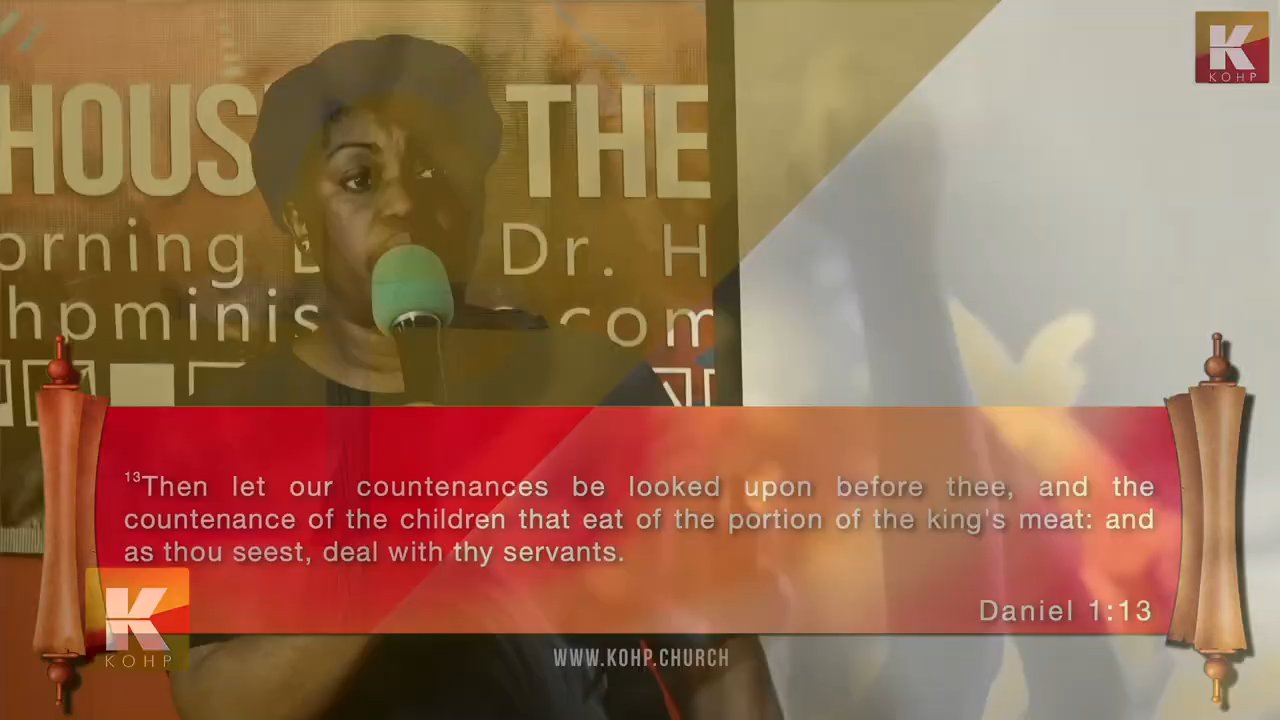 K
KOHP
HOUS THE
orning Dr. H
hpminis com
13Then let our countenances be looked upon before thee, and the
countenance of the children that eat of the portion of the king's meat: and
as thou seest, deal with thy servants.
Daniel 1:13
K
KOHP
WWW.KOHP.CHURCH